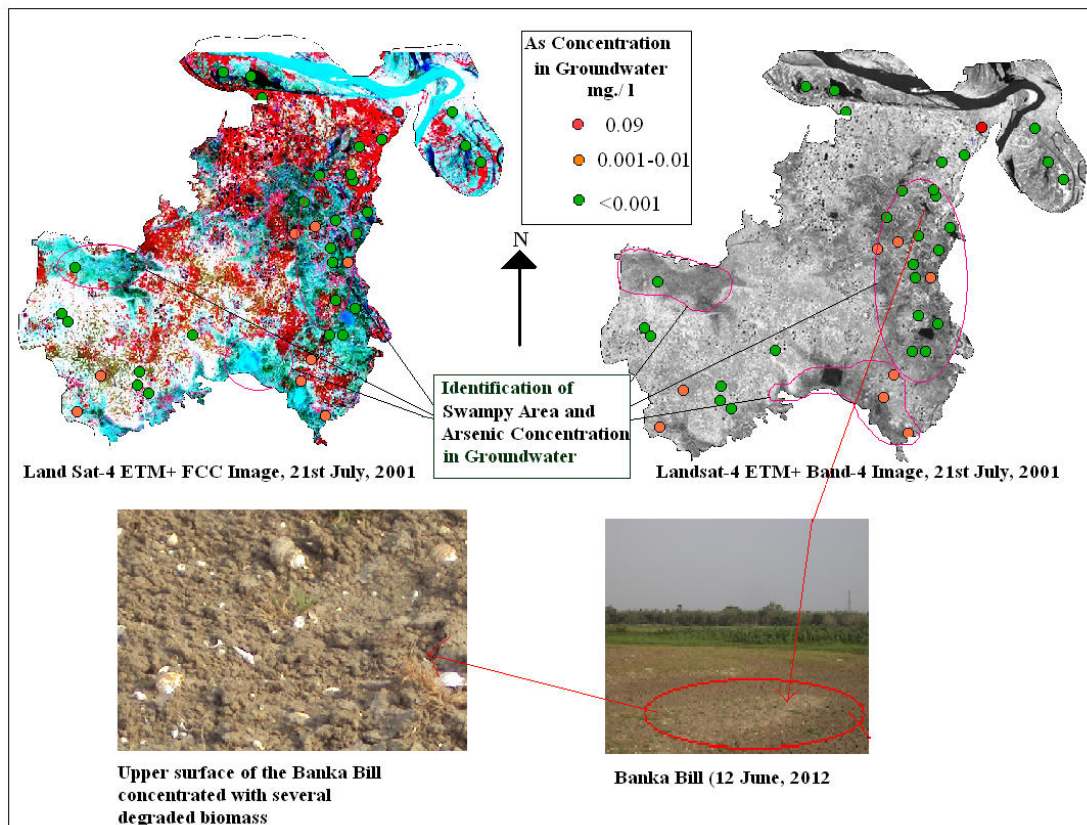 As Concentration
in Groundwater
mg./ l
0.09
0.001-0.01
<0.001
N
Identification of
Swampy Area and
Arsenic Concentration
in Groundwater
Land Sat-4 ETM+ FCC Image, 21st July, 2001
Landsat-4 ETM+ Band-4 Image, 21st July, 2001
Upper surface of the Banka Bill
concentrated with several
degraded biomass
Banka Bill (12 June, 2012